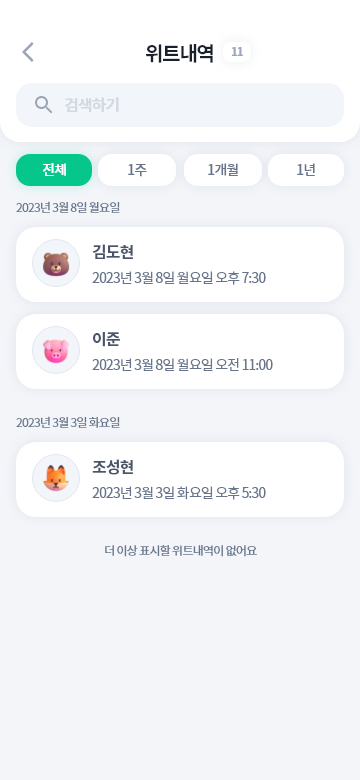 위트내역 11
검색하기
전체 1주 1개월 1년
2023년 3월 8일 월요일
김도현
2023년 3월 8일 월요일 오후 7:30
이준
2023년 3월 8일 월요일 오전 11:00
2023년 3월 3일 화요일
조성현
2023년 3월 3일 화요일 오후 5:30
더 이상 표시할 위트내역이 없어요